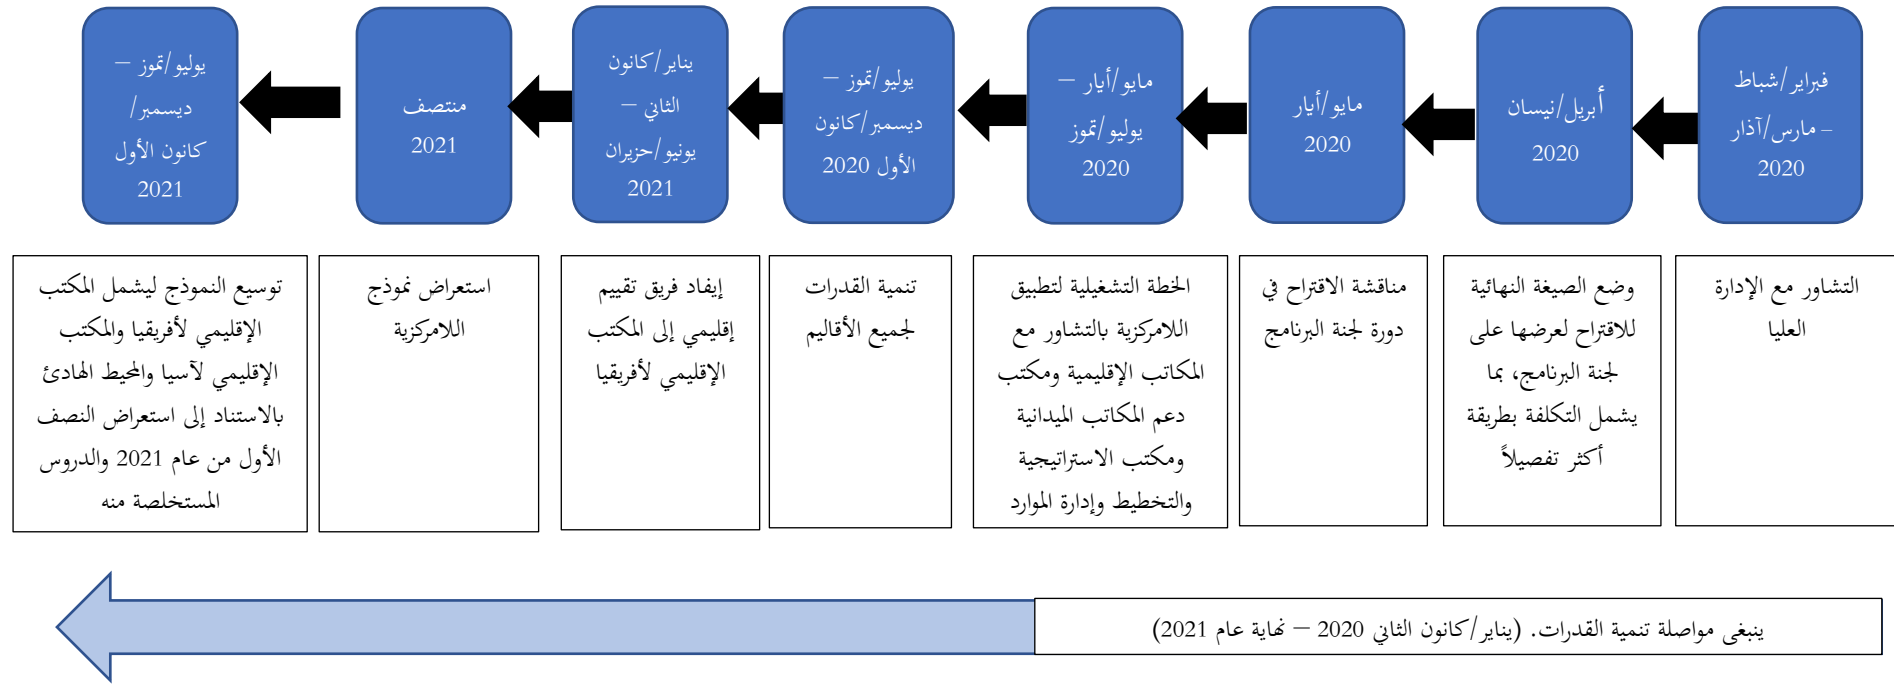 فبراير/شباط
– مارس/آذار
2020
أبريل/نيسان
2020
مايو/أيار
2020
مايو/أيار –
يوليو/تموز
2020
يوليو/تموز –
ديسمبر/كانون
الأول 2020
يناير/كانون
الثاني –
يونيو/حزيران
2021
منتصف
2021
يوليو/تموز –
ديسمبر/
كانون الأول
2021
التشاور مع الإدارة
العليا
وضع الصيغة النهائية
للاقتراح لعرضها على
لجنة البرنامج، بما
يشمل التكلفة بطريقة
أكثر تفصيلاً
مناقشة الاقتراح في
دورة لجنة البرنامج
الخطة التشغيلية لتطبيق
اللامركزية بالتشاور مع
المكاتب الإقليمية ومكتب
دعم المكاتب الميدانية
ومكتب الاستراتيجية
والتخطيط وإدارة الموارد
تنمية القدرات
لجميع الأقاليم
إيفاد فريق تقييم
إقليمي إلى المكتب
الإقليمي لأفريقيا
استعراض نموذج
اللامركزية
توسيع النموذج ليشمل المكتب
الإقليمي لأفريقيا والمكتب
الإقليمي لآسيا والمحيط الهادئ
بالاستناد إلى استعراض النصف
الأول من عام 2021 والدروس
المستخلصة منه
ينبغى مواصلة تنمية القدرات. (يناير/كانون الثاني 2020 – نهاية عام 2021)